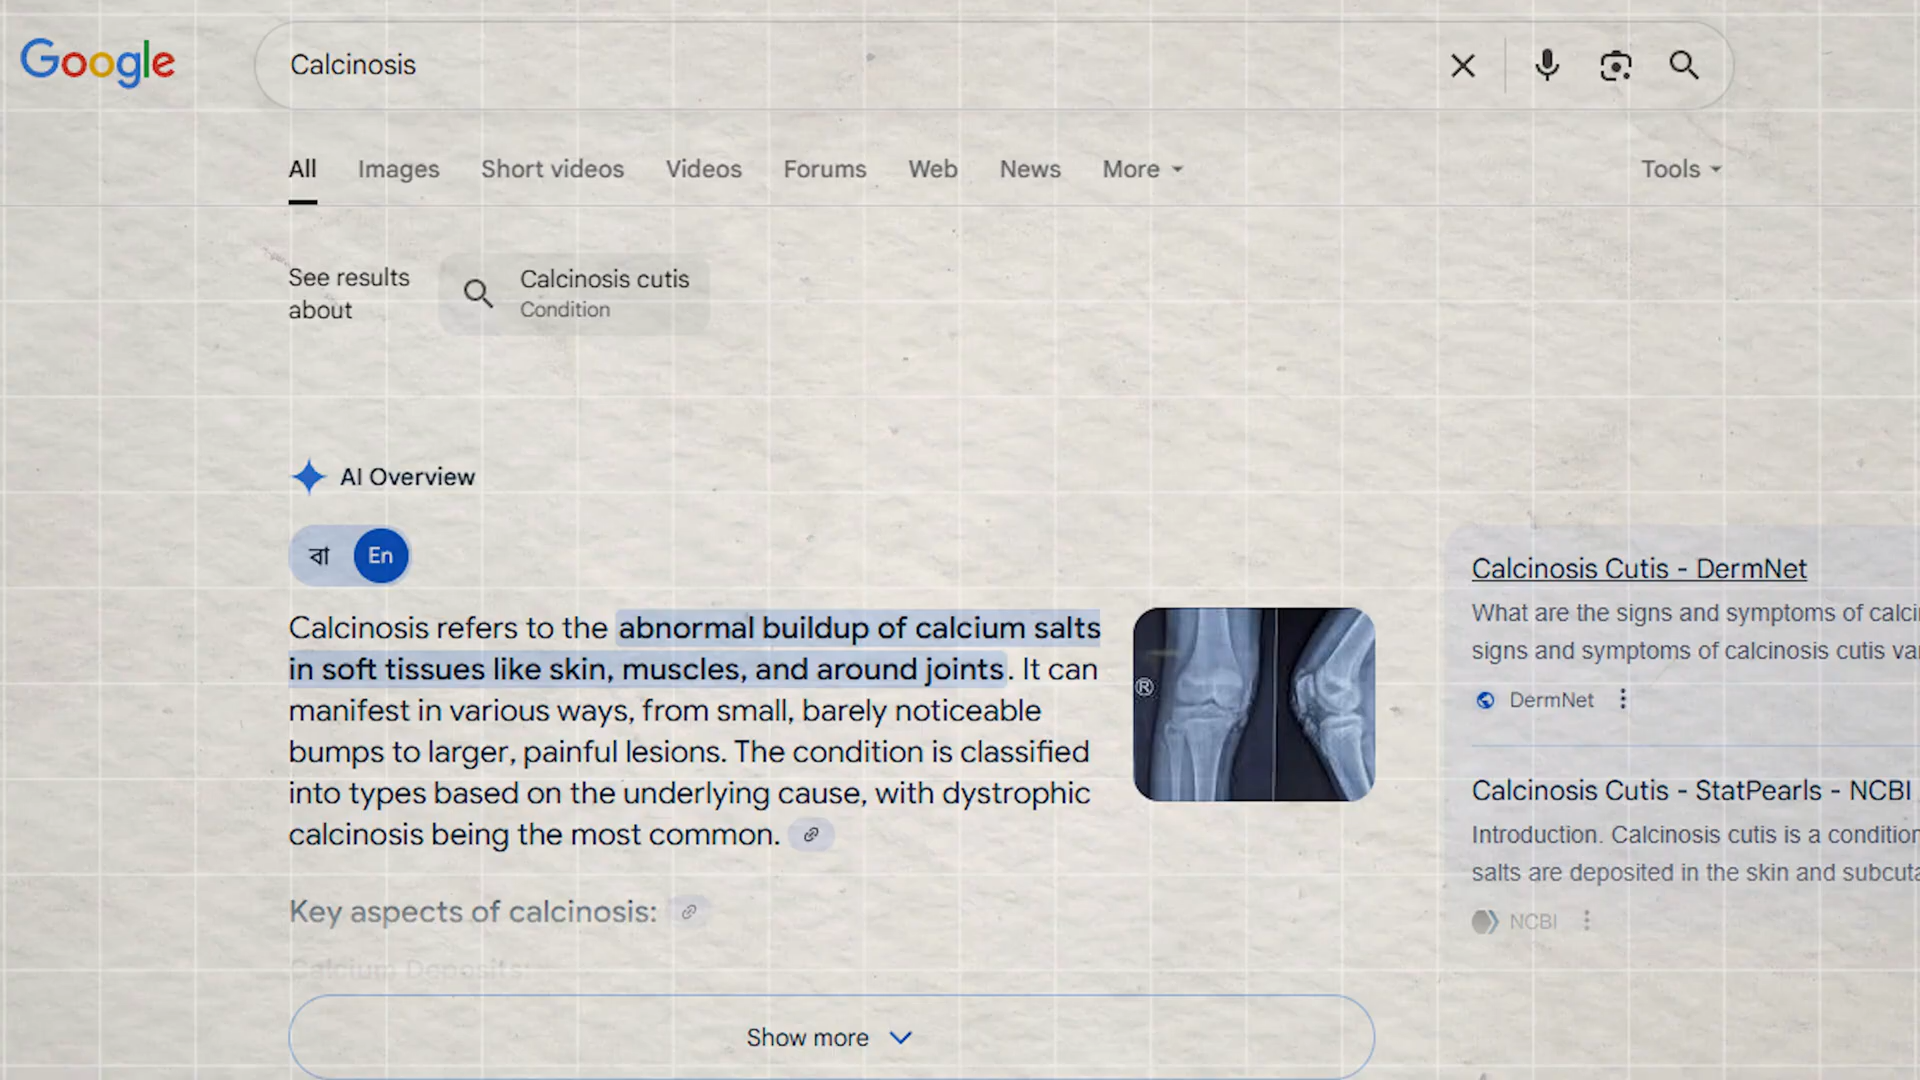 Google
Calcinosis
All Images Short videos Videos Forums Web News More Tools
See results
about
Calcinosis cutis
Condition
AI Overview
বা En
Calcinosis refers to the abnormal buildup of calcium salts
in soft tissues like skin, muscles, and around joints. It can
manifest in various ways, from small, barely noticeable
bumps to larger, painful lesions. The condition is classified
into types based on the underlying cause, with dystrophic
calcinosis being the most common.
Key aspects of calcinosis:
Calcium Deposits:
Show more
®
Calcinosis Cutis - DermNet
What are the signs and symptoms of calci
signs and symptoms of calcinosis cutis va
DermNet
Calcinosis Cutis - StatPearls - NCBI
Introduction. Calcinosis cutis is a condition
salts are deposited in the skin and subcuta
NCBI